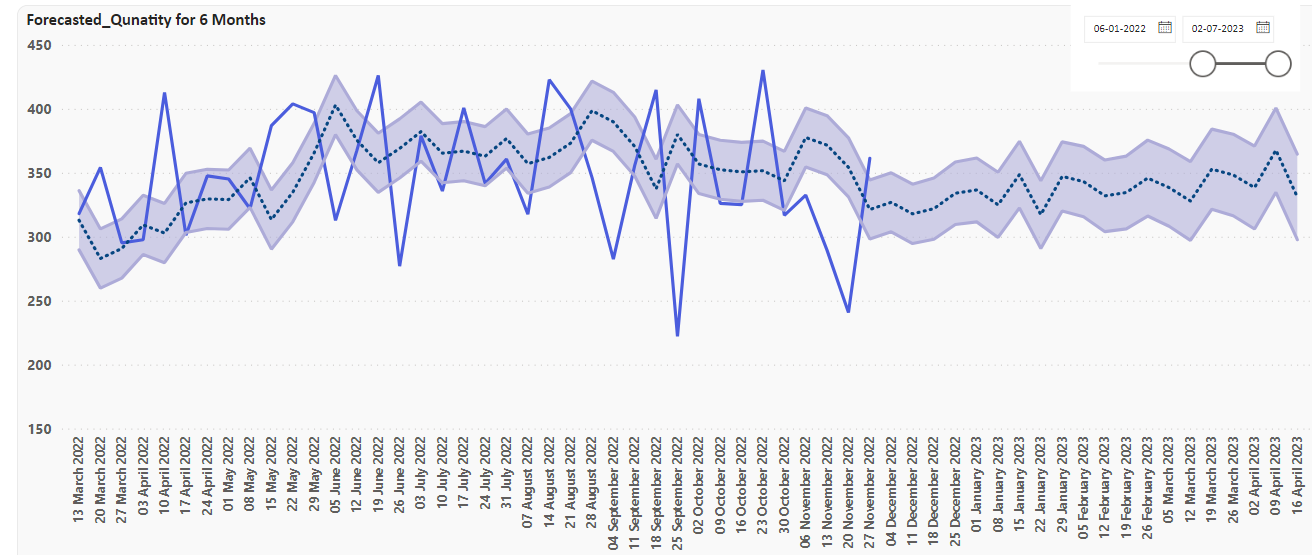 Forecasted_Qunatity for 6 Months
06-01-2022
02-07-2023
450
400
350
300
250
200
150
13 March 2022
20 March 2022
27 March 2022
03 April 2022
10 April 2022
17 April 2022
24 April 2022
01 May 2022
08 May 2022
15 May 2022
22 May 2022
29 May 2022
05 June 2022
12 June 2022
19 June 2022
26 June 2022
03 July 2022
10 July 2022
17 July 2022
24 July 2022
31 July 2022
07 August 2022
14 August 2022
21 August 2022
28 August 2022
04 September 2022
11 September 2022
18 September 2022
25 September 2022
02 October 2022
09 October 2022
16 October 2022
23 October 2022
30 October 2022
06 November 2022
13 November 2022
20 November 2022
27 November 2022
04 December 2022
11 December 2022
18 December 2022
25 December 2022
01 January 2023
08 January 2023
15 January 2023
22 January 2023
29 January 2023
05 February 2023
12 February 2023
19 February 2023
26 February 2023
05 March 2023
12 March 2023
19 March 2023
26 March 2023
02 April 2023
09 April 2023
16 April 2023